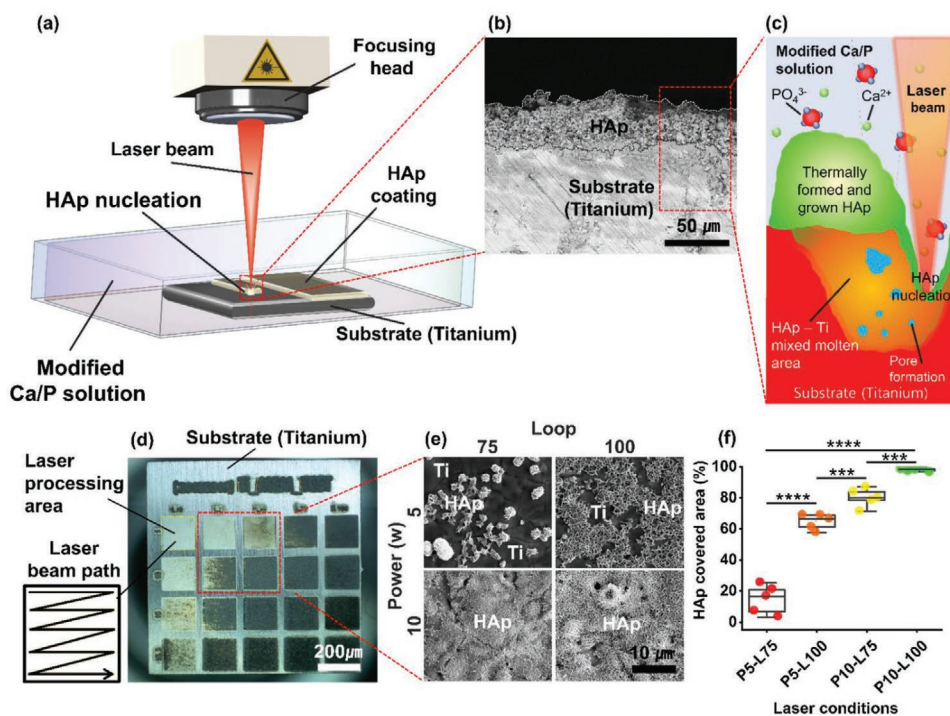 (a)
Focusing
head
Laser beam
HAp nucleation
HAp
coating
Substrate (Titanium)
Modified
Ca/P solution
(b)
HAp
Substrate
(Titanium)
50 ㎛
(c)
Modified Ca/P
solution
PO₄³⁻
Ca²⁺
Laser
beam
Thermally
formed and
grown HAp
HAp
nucleation
HAp – Ti
mixed molten
area
Pore
formation
Substrate (Titanium)
(d)
Substrate (Titanium)
Laser
processing
area
Laser
beam path
200㎛
(e)
Loop
75
100
Power (w)
5
10
Ti
HAp
Ti
Ti
HAp
HAp
HAp
10 ㎛
(f)
HAp covered area (%)
100
80
60
40
20
0
****
***
****
***
P5-L75
P5-L100
P10-L75
P10-L100
Laser conditions